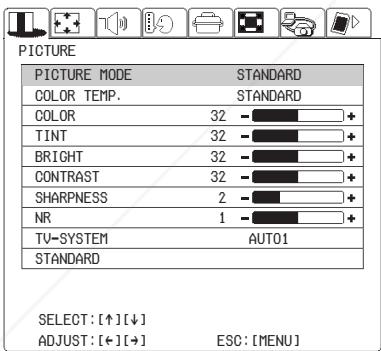 PICTURE
PICTURE MODE STANDARD
COLOR TEMP. STANDARD
COLOR 32 - +
TINT 32 - +
BRIGHT 32 - +
CONTRAST 32 - +
SHARPNESS 2 - +
NR 1 - +
TV-SYSTEM AUTO1
STANDARD
SELECT:[↑][↓]
ADJUST:[←][→] ESC:[MENU]